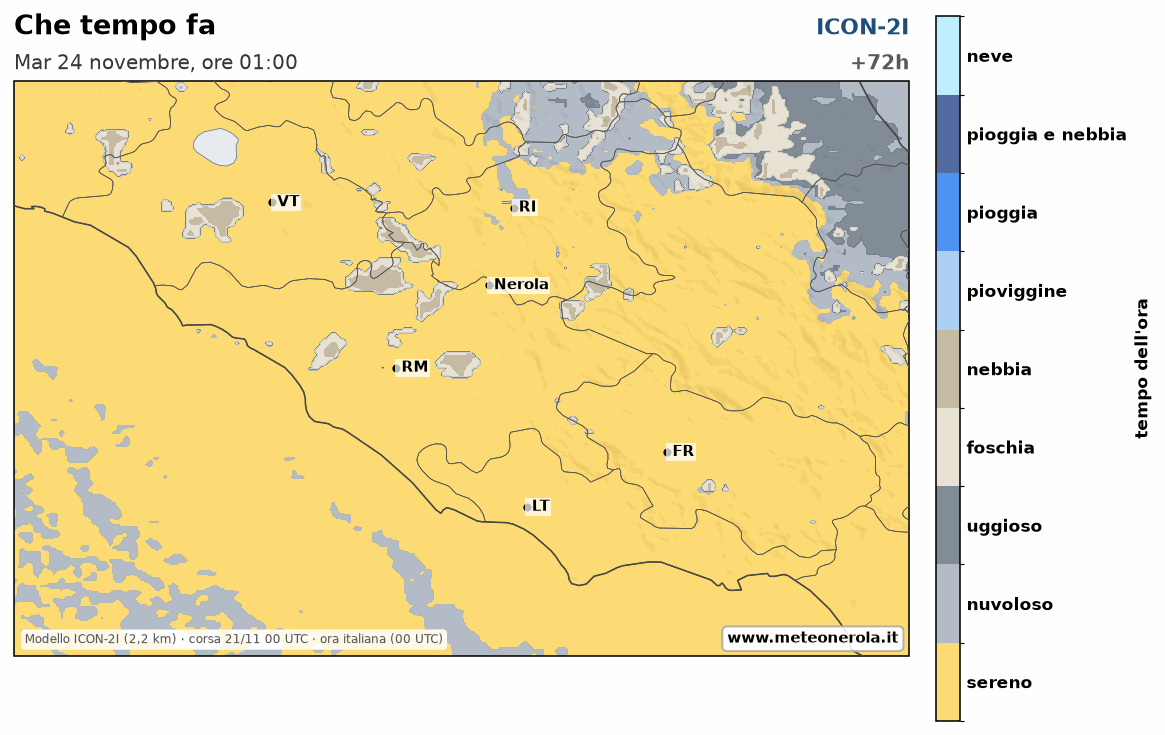 Che tempo fa
ICON-2I
Mar 24 novembre, ore 01:00
+72h
VT
RI
Nerola
RM
FR
LT
Modello ICON-2I (2,2 km) · corsa 21/11 00 UTC · ora italiana (00 UTC)
www.meteonerola.it
neve
pioggia e nebbia
pioggia
pioviggine
nebbia
foschia
uggioso
nuvoloso
sereno
tempo dell'ora